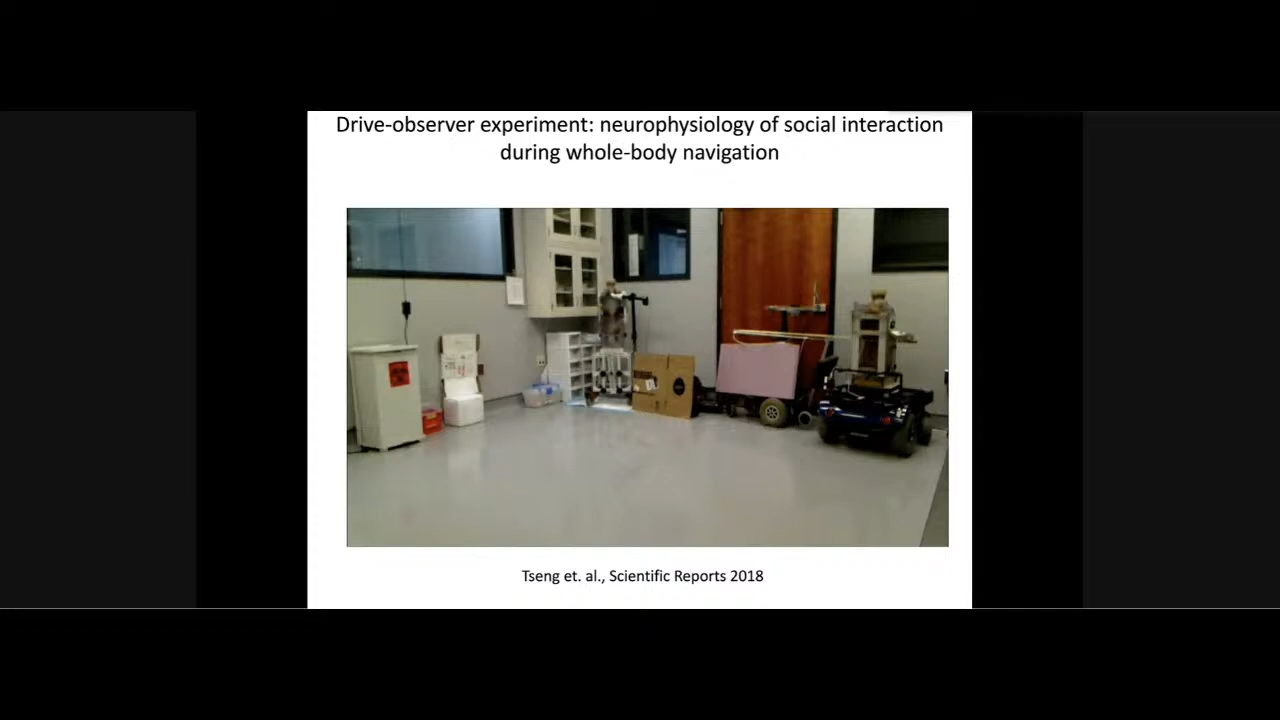 Drive-observer experiment: neurophysiology of social interaction
during whole-body navigation
Tseng et. al., Scientific Reports 2018